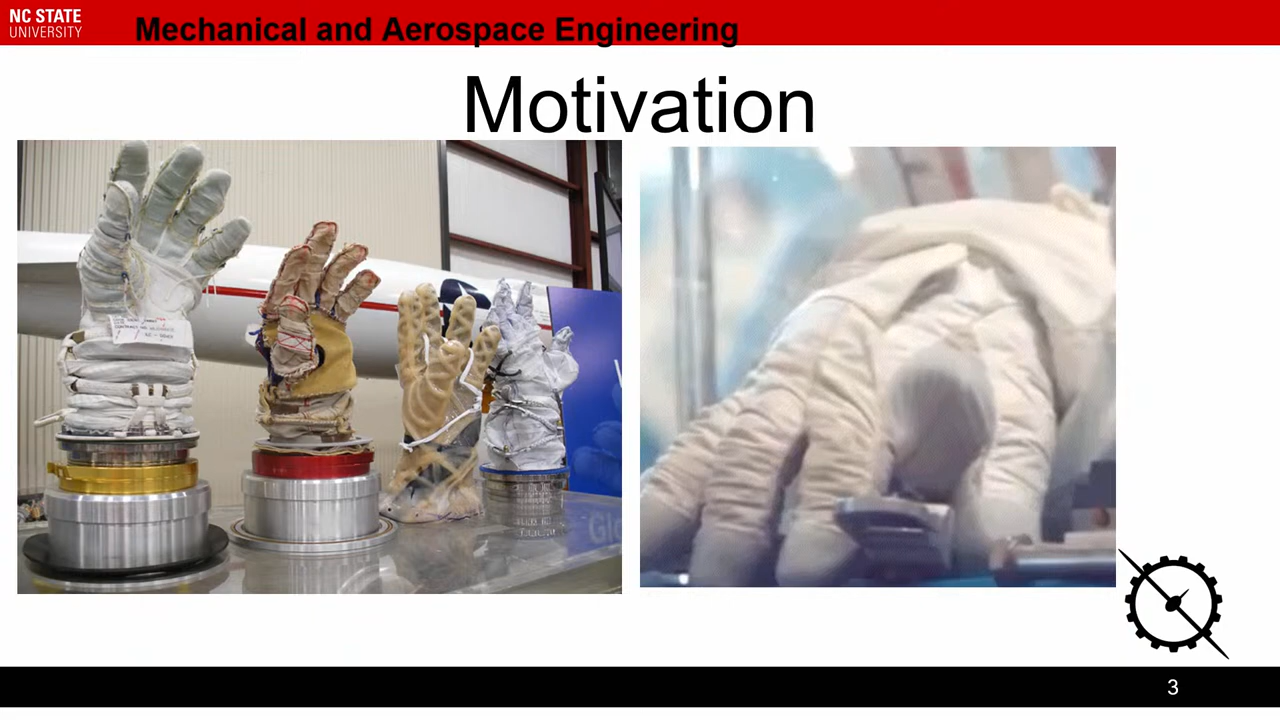 NC STATE
UNIVERSITY
Mechanical and Aerospace Engineering
Motivation
3